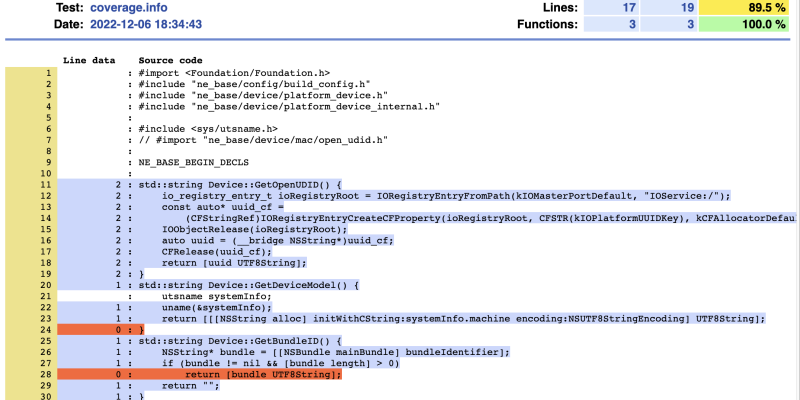 Test: coverage.info Lines: 17 19 89.5 %
Date: 2022-12-06 18:34:43 Functions: 3 3 100.0 %
Line data Source code
1 : #import <Foundation/Foundation.h>
2 : #include "ne_base/config/build_config.h"
3 : #include "ne_base/device/platform_device.h"
4 : #include "ne_base/device/platform_device_internal.h"
5 :
6 : #include <sys/utsname.h>
7 : // #import "ne_base/device/mac/open_udid.h"
8 :
9 : NE_BASE_BEGIN_DECLS
10 :
11 2 : std::string Device::GetOpenUDID() {
12 2 : io_registry_entry_t ioRegistryRoot = IORegistryEntryFromPath(kIOMasterPortDefault, "IOService:/");
13 2 : const auto* uuid_cf =
14 2 : (CFStringRef)IORegistryEntryCreateCFProperty(ioRegistryRoot, CFSTR(kIOPlatformUUIDKey), kCFAllocatorDefau
15 2 : IOObjectRelease(ioRegistryRoot);
16 2 : auto uuid = (__bridge NSString*)uuid_cf;
17 2 : CFRelease(uuid_cf);
18 2 : return [uuid UTF8String];
19 2 : }
20 1 : std::string Device::GetDeviceModel() {
21 : utsname systemInfo;
22 1 : uname(&systemInfo);
23 1 : return [[[NSString alloc] initWithCString:systemInfo.machine encoding:NSUTF8StringEncoding] UTF8String];
24 0 : }
25 1 : std::string Device::GetBundleID() {
26 1 : NSString* bundle = [[NSBundle mainBundle] bundleIdentifier];
27 1 : if (bundle != nil && [bundle length] > 0)
28 0 : return [bundle UTF8String];
29 1 : return "";
30 1 : }